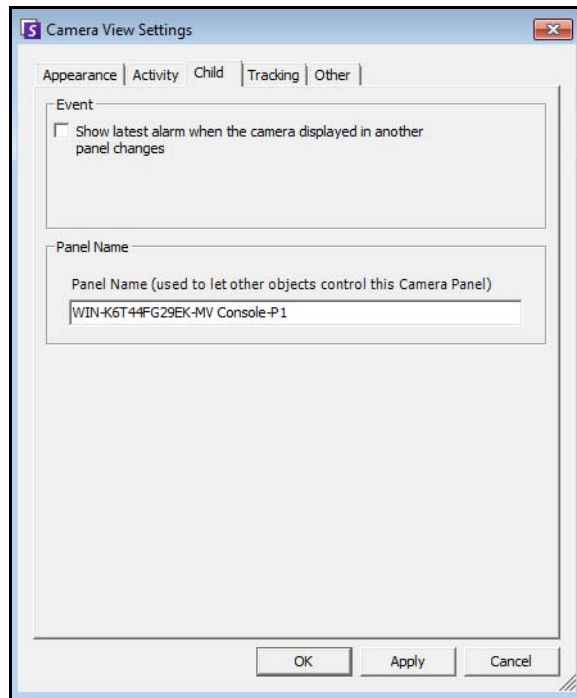 Camera View Settings
Appearance
Activity
Child
Tracking
Other
Event
Show latest alarm when the camera displayed in another
panel changes
Panel Name
Panel Name (used to let other objects control this Camera Panel)
WIN-K6T44FG29EK-MV Console-P1
OK
Apply
Cancel